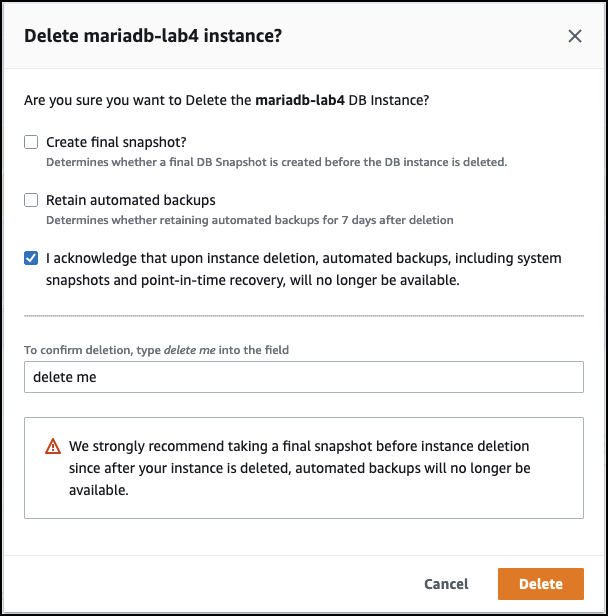 Delete mariadb-lab4 instance?
Are you sure you want to Delete the mariadb-lab4 DB Instance?
Create final snapshot?
Determines whether a final DB Snapshot is created before the DB instance is deleted.
Retain automated backups
Determines whether retaining automated backups for 7 days after deletion
I acknowledge that upon instance deletion, automated backups, including system
snapshots and point-in-time recovery, will no longer be available.
To confirm deletion, type delete me into the field
delete me
We strongly recommend taking a final snapshot before instance deletion
since after your instance is deleted, automated backups will no longer be
available.
Cancel
Delete